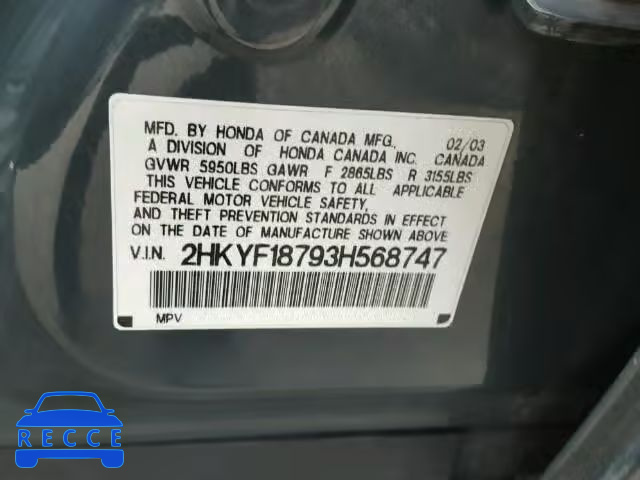 MFD. BY HONDA OF CANADA MFG., 02/03
A DIVISION OF HONDA CANADA INC. CANADA
GVWR 5950LBS GAWR F 2865LBS R 3155LBS
THIS VEHICLE CONFORMS TO ALL APPLICABLE
FEDERAL MOTOR VEHICLE SAFETY,
AND THEFT PREVENTION STANDARDS IN EFFECT
ON THE DATE OF MANUFACTURE SHOWN ABOVE
V.I.N. 2HKYF18793H568747
MPV
RECCE